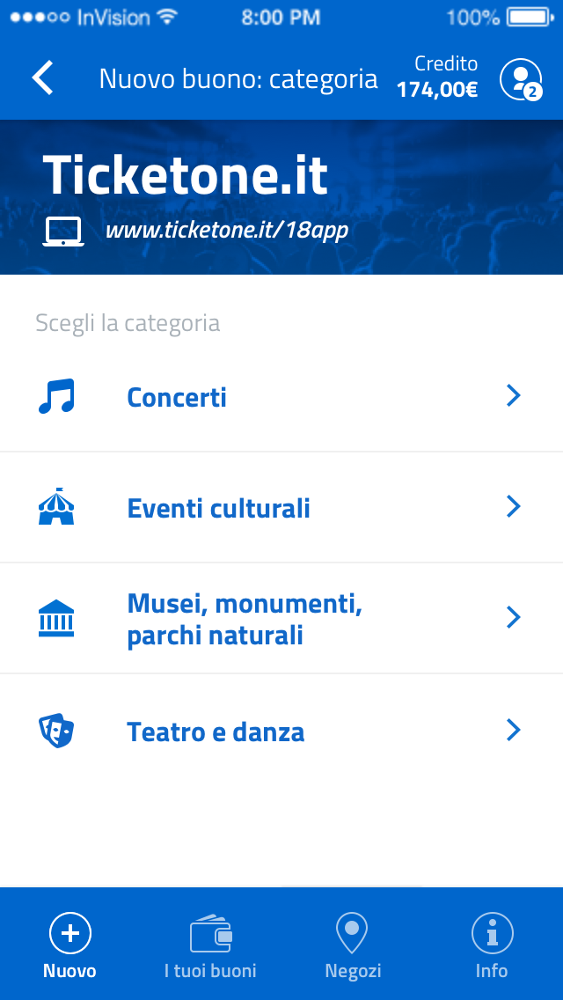 InVision 8:00 PM 100%
Nuovo buono: categoria
Credito
174,00€
2
Ticketone.it
www.ticketone.it/18app
Scegli la categoria
Concerti
Eventi culturali
Musei, monumenti,
parchi naturali
Teatro e danza
Nuovo I tuoi buoni Negozi Info